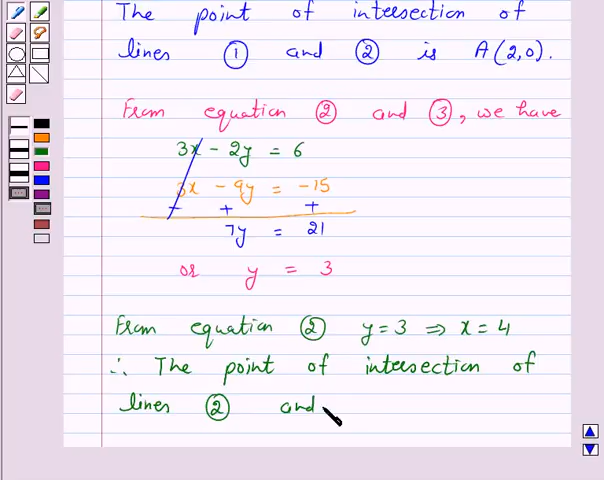 The point of intersection of
lines ① and ② is A(2,0).
From equation ② and ③, we have
3x - 2y = 6
3x - 9y = -15
- + +
7y = 21
or y = 3
From equation ② y=3 ⇒ x=4
∴ The point of intersection of
lines ② and